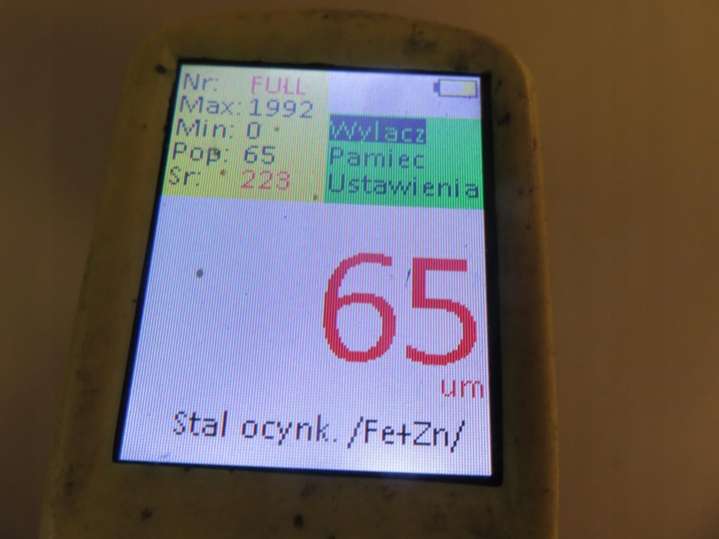 Nr: FULL
Max: 1992
Min: 0
Pop: 65
Sr: 223
Wylacz
Pamiec
Ustawienia
65
um
Stal ocynk. /Fe+Zn/